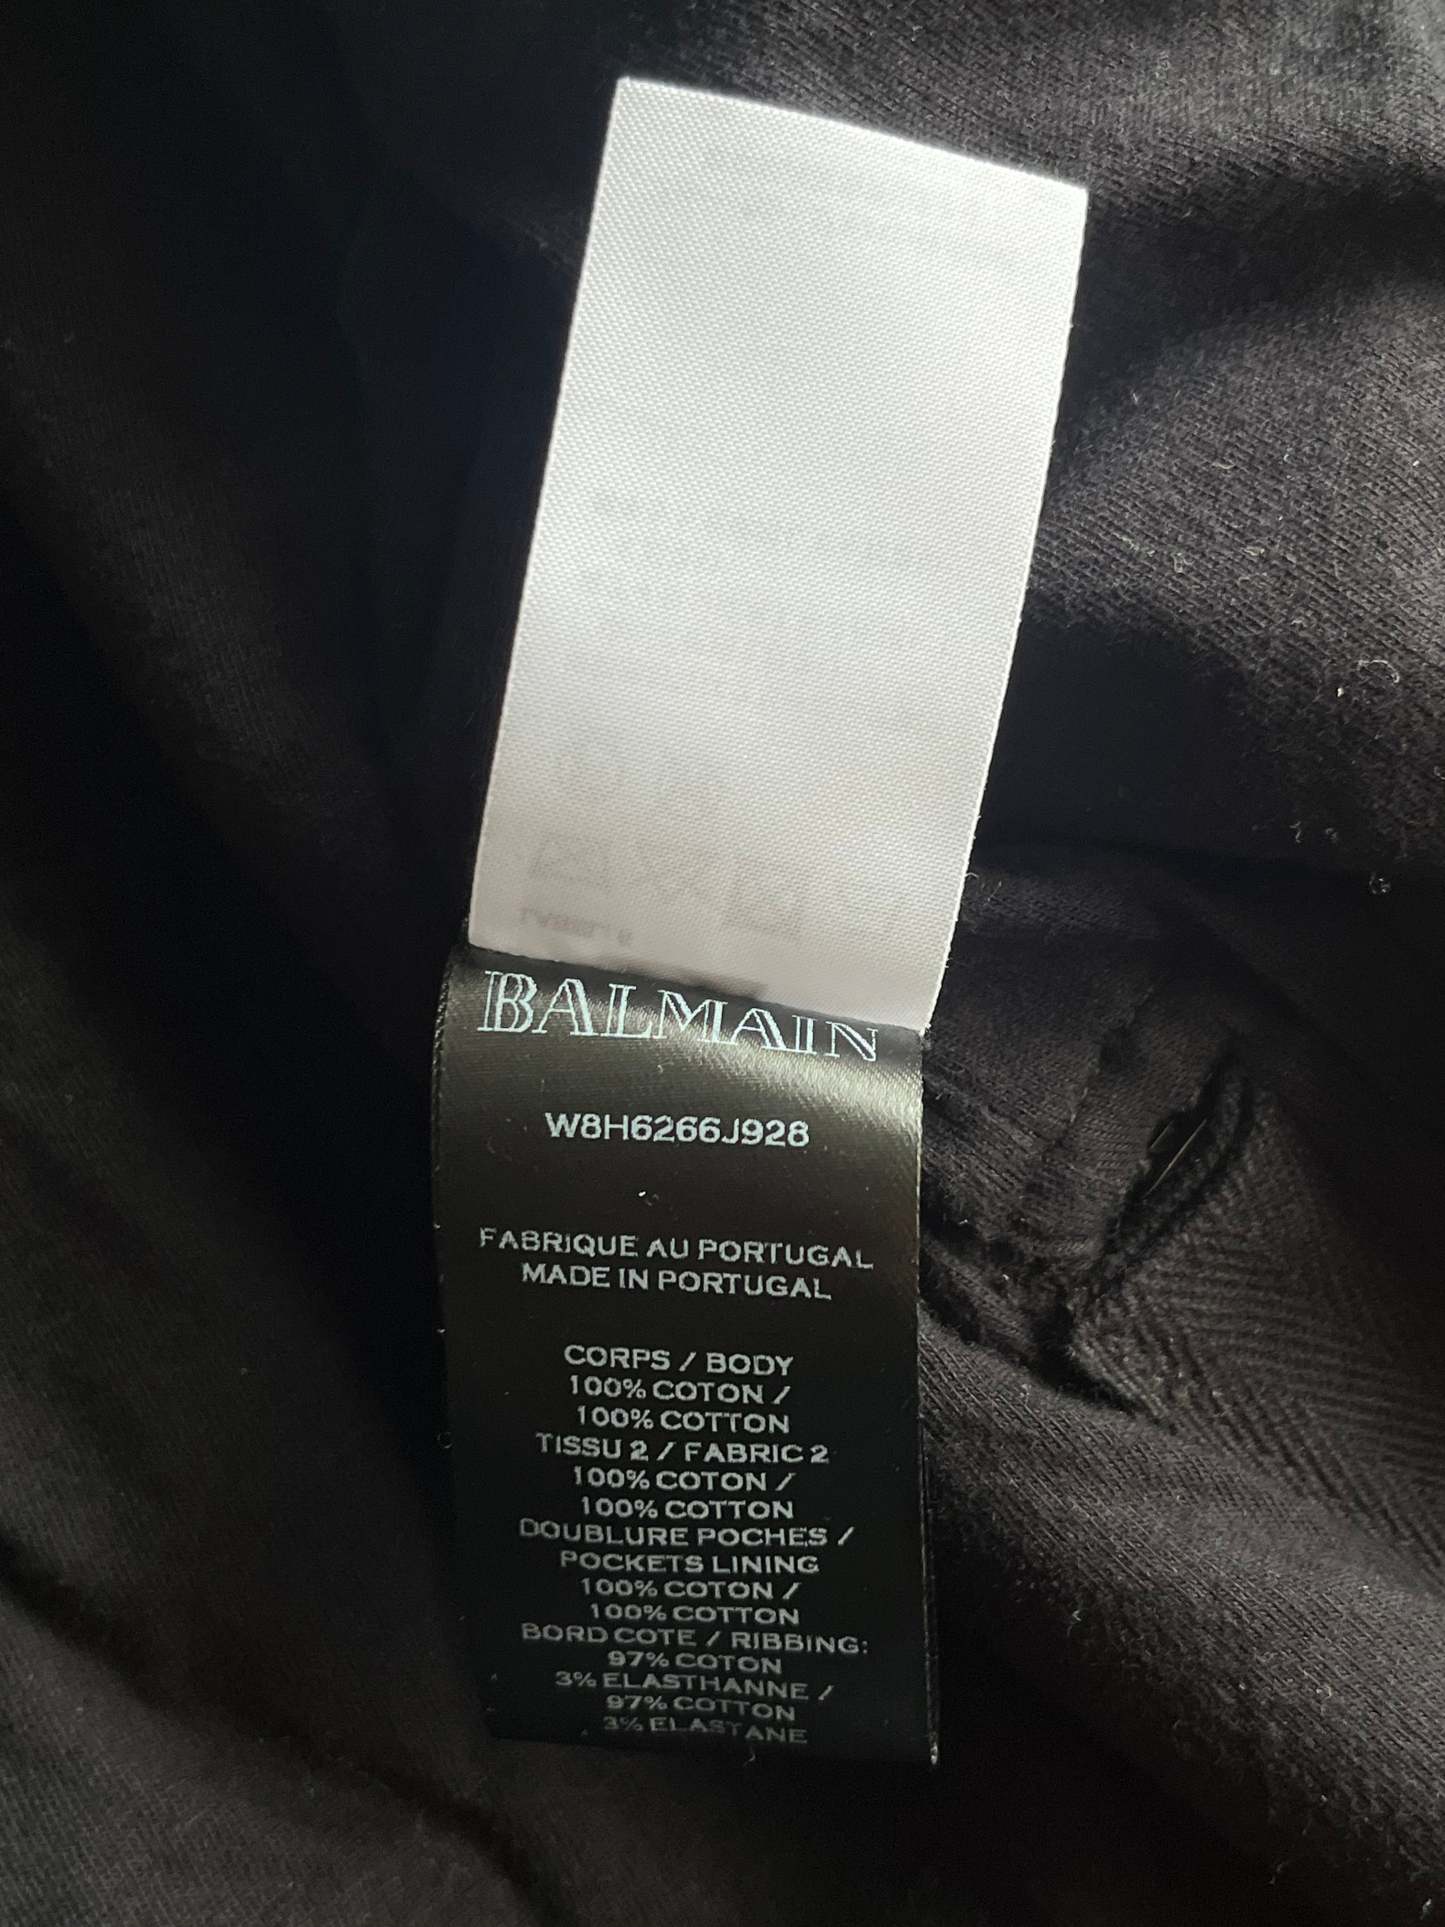 BALMAIN
W8H6266J928
FABRIQUE AU PORTUGAL
MADE IN PORTUGAL
CORPS / BODY
100% COTON /
100% COTTON
TISSU 2 / FABRIC 2
100% COTON /
100% COTTON
DOUBLURE POCHES /
POCKETS LINING
100% COTON /
100% COTTON
BORD COTE / RIBBING:
97% COTON
3% ELASTHANNE /
97% COTTON
3% ELASTANE